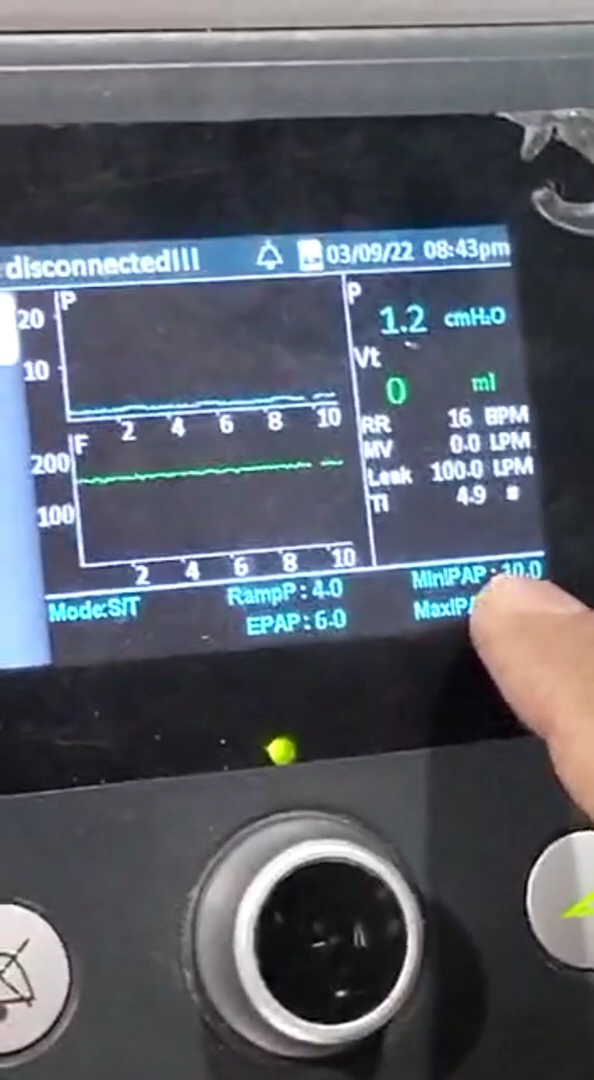 disconnected!!! 03/09/22 08:43pm
P
20
10
2 4 6 8 10
F
200
100
2 4 6 8 10
P
1.2 cmH2O
Vt
0 ml
RR 16 BPM
MV 0.0 LPM
Leak 100.0 LPM
TI 4.9 s
Mode:S/T RampP:4.0 MinIPAP:10.0
EPAP:6.0